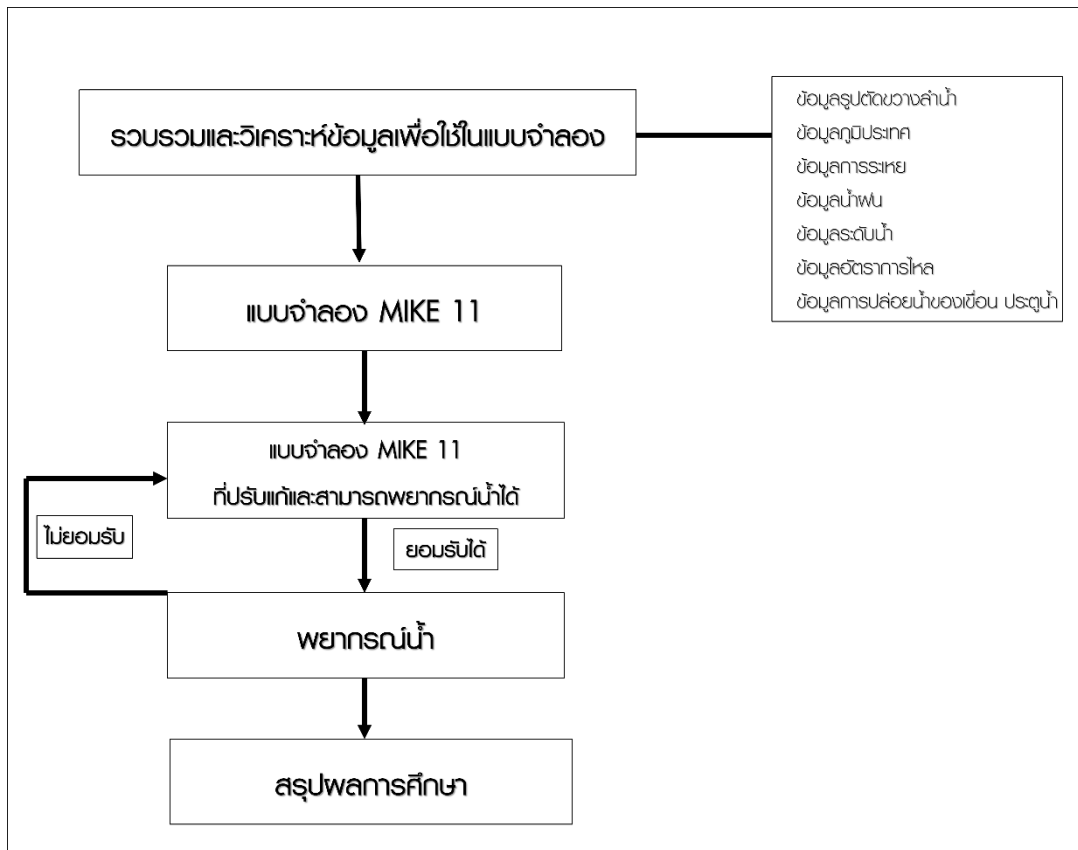 รวบรวมและวิเคราะห์ข้อมูลเพื่อใช้ในแบบจำลอง
ข้อมูลรูปตัดขวางลำน้ำ
ข้อมูลภูมิประเทศ
ข้อมูลการระเหย
ข้อมูลน้ำฝน
ข้อมูลระดับน้ำ
ข้อมูลอัตราการไหล
ข้อมูลการปล่อยน้ำของเขื่อน ประตูน้ำ
แบบจำลอง MIKE 11
แบบจำลอง MIKE 11
ที่ปรับแก้และสามารถพยากรณ์น้ำได้
ไม่ยอมรับ
ยอมรับได้
พยากรณ์น้ำ
สรุปผลการศึกษา